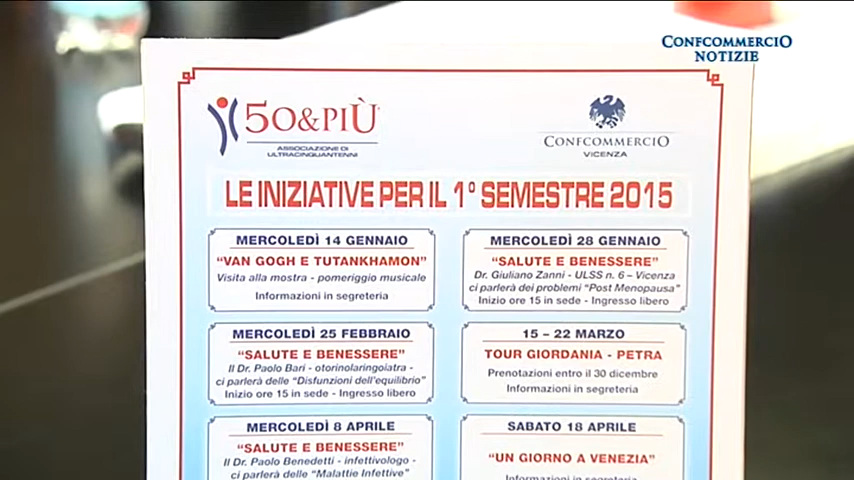 CONFCOMMERCIO
NOTIZIE
50&PIÙ
ASSOCIAZIONE DI
ULTRACINQUANTENNI
CONFCOMMERCIO
VICENZA
LE INIZIATIVE PER IL 1° SEMESTRE 2015
MERCOLEDÌ 14 GENNAIO
"VAN GOGH E TUTANKHAMON"
Visita alla mostra - pomeriggio musicale
Informazioni in segreteria
MERCOLEDÌ 28 GENNAIO
"SALUTE E BENESSERE"
Dr. Giuliano Zanni - ULSS n. 6 – Vicenza
ci parlerà dei problemi "Post Menopausa"
Inizio ore 15 in sede - Ingresso libero
MERCOLEDÌ 25 FEBBRAIO
"SALUTE E BENESSERE"
Il Dr. Paolo Bari - otorinolaringoiatra -
ci parlerà delle "Disfunzioni dell'equilibrio"
Inizio ore 15 in sede - Ingresso libero
15 – 22 MARZO
TOUR GIORDANIA - PETRA
Prenotazioni entro il 30 dicembre
Informazioni in segreteria
MERCOLEDÌ 8 APRILE
"SALUTE E BENESSERE"
Il Dr. Paolo Benedetti - infettivologo -
ci parlerà delle "Malattie Infettive"
SABATO 18 APRILE
"UN GIORNO A VENEZIA"
Informazioni in segreteria